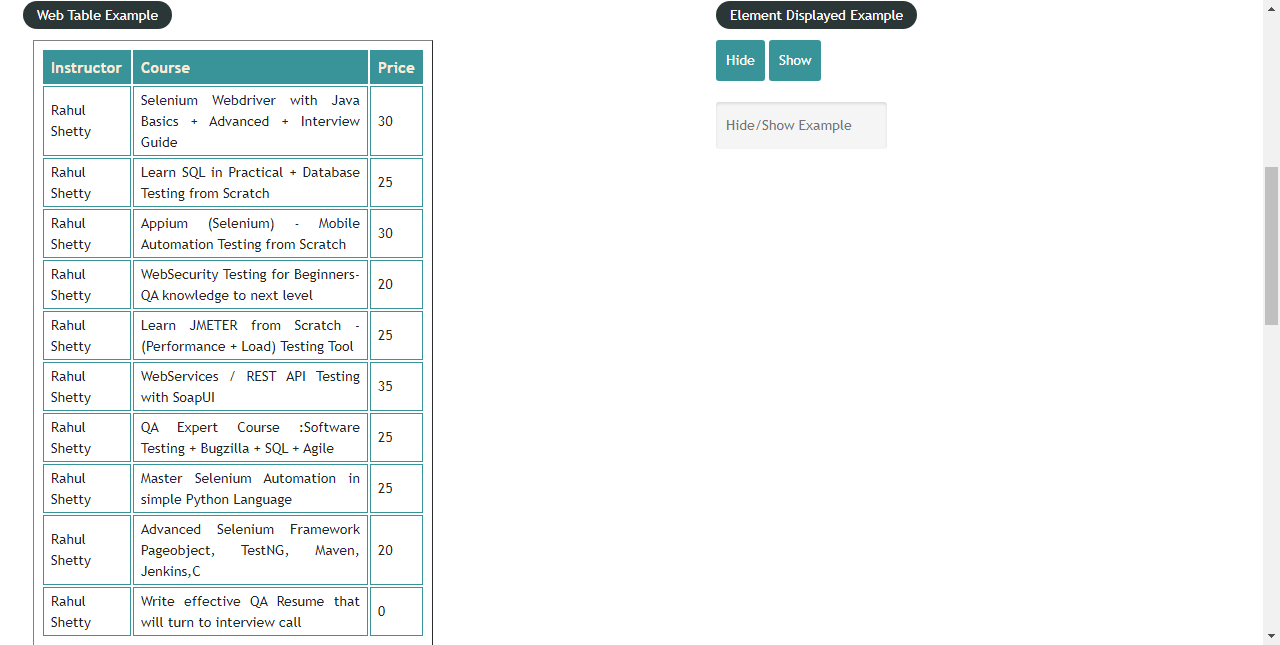 Web Table Example
Instructor Course Price
Rahul Shetty Selenium Webdriver with Java Basics + Advanced + Interview Guide 30
Rahul Shetty Learn SQL in Practical + Database Testing from Scratch 25
Rahul Shetty Appium (Selenium) - Mobile Automation Testing from Scratch 30
Rahul Shetty WebSecurity Testing for Beginners-QA knowledge to next level 20
Rahul Shetty Learn JMETER from Scratch - (Performance + Load) Testing Tool 25
Rahul Shetty WebServices / REST API Testing with SoapUI 35
Rahul Shetty QA Expert Course :Software Testing + Bugzilla + SQL + Agile 25
Rahul Shetty Master Selenium Automation in simple Python Language 25
Rahul Shetty Advanced Selenium Framework Pageobject, TestNG, Maven, Jenkins,C 20
Rahul Shetty Write effective QA Resume that will turn to interview call 0
Element Displayed Example
Hide Show
Hide/Show Example